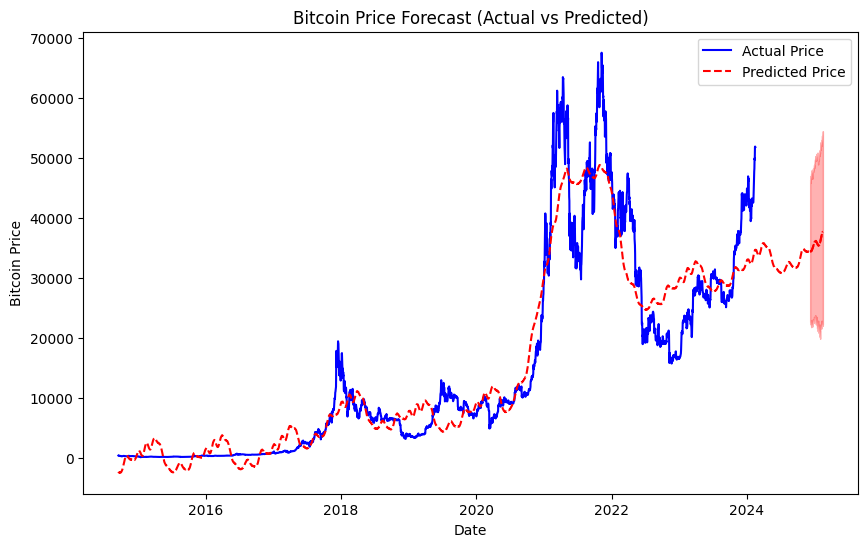 Bitcoin Price Forecast (Actual vs Predicted)
Actual Price
Predicted Price
Bitcoin Price
70000
60000
50000
40000
30000
20000
10000
0
2016
2018
2020
2022
2024
Date